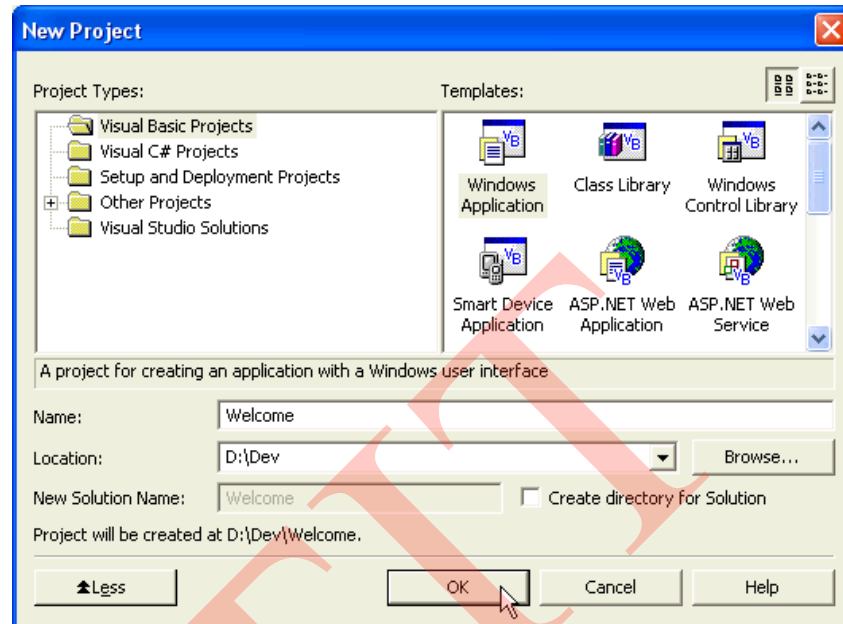 New Project
Project Types:
Templates:
Visual Basic Projects
Visual C# Projects
Setup and Deployment Projects
Other Projects
Visual Studio Solutions
Windows Application
Class Library
Windows Control Library
Smart Device Application
ASP.NET Web Application
ASP.NET Web Service
A project for creating an application with a Windows user interface
Name:
Welcome
Location:
D:\Dev
Browse...
New Solution Name:
Welcome
Create directory for Solution
Project will be created at D:\Dev\Welcome.
Less
OK
Cancel
Help